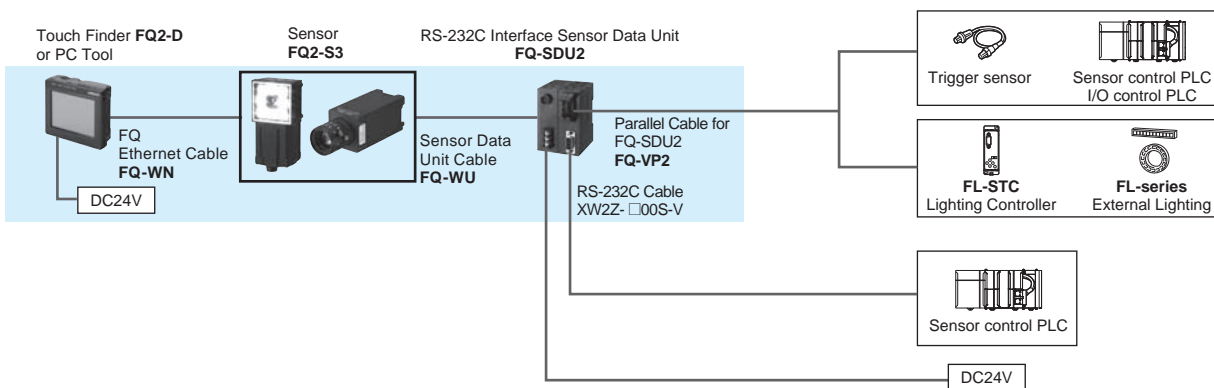 Touch Finder FQ2-D
or PC Tool
Sensor
FQ2-S3
RS-232C Interface Sensor Data Unit
FQ-SDU2
FQ
Ethernet Cable
FQ-WN
DC24V
Sensor Data
Unit Cable
FQ-WU
Parallel Cable for
FQ-SDU2
FQ-VP2
RS-232C Cable
XW2Z- □00S-V
Trigger sensor
Sensor control PLC
I/O control PLC
FL-STC
Lighting Controller
FL-series
External Lighting
Sensor control PLC
DC24V